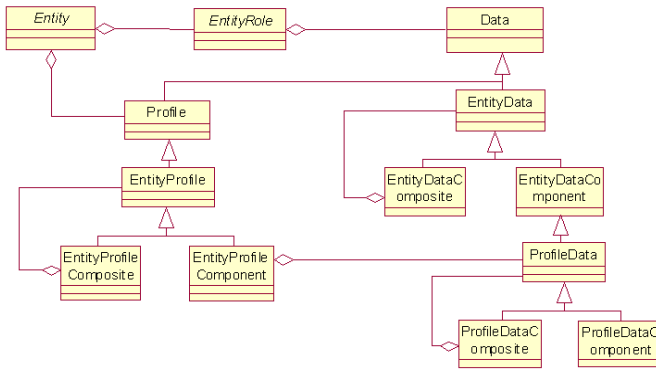 Entity
EntityRole
Data
Profile
EntityData
EntityProfile
EntityDataC
omposite
EntityDataCo
mponent
EntityProfile
Composite
EntityProfile
Component
ProfileData
ProfileDataC
omposite
ProfileDataC
omponent